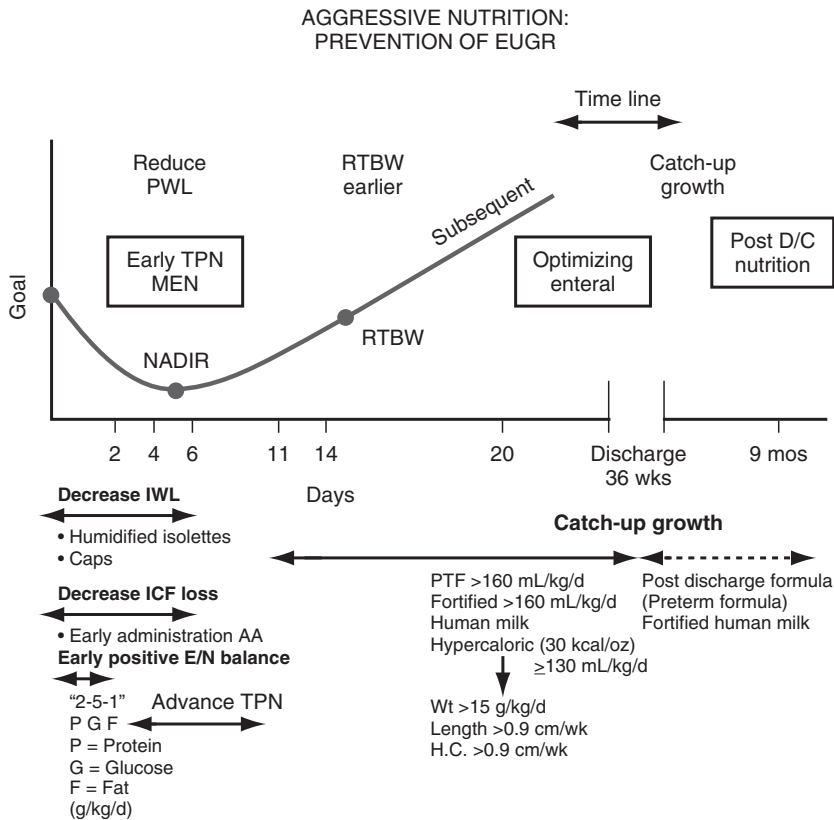 AGGRESSIVE NUTRITION:
PREVENTION OF EUGR
Time line
Reduce
PWL
RTBW
earlier
Subsequent
Catch-up
growth
Early TPN
MEN
Optimizing
enteral
Post D/C
nutrition
Goal
NADIR
RTBW
2 4 6 11 14 20 Discharge 9 mos
36 wks
Days
Decrease IWL
• Humidified isolettes
• Caps
Decrease ICF loss
• Early administration AA
Early positive E/N balance
"2-5-1"
P G F
P = Protein
G = Glucose
F = Fat
(g/kg/d)
Advance TPN
Catch-up growth
PTF >160 mL/kg/d
Fortified >160 mL/kg/d
Human milk
Hypercaloric (30 kcal/oz)
≥130 mL/kg/d
Wt >15 g/kg/d
Length >0.9 cm/wk
H.C. >0.9 cm/wk
Post discharge formula
(Preterm formula)
Fortified human milk